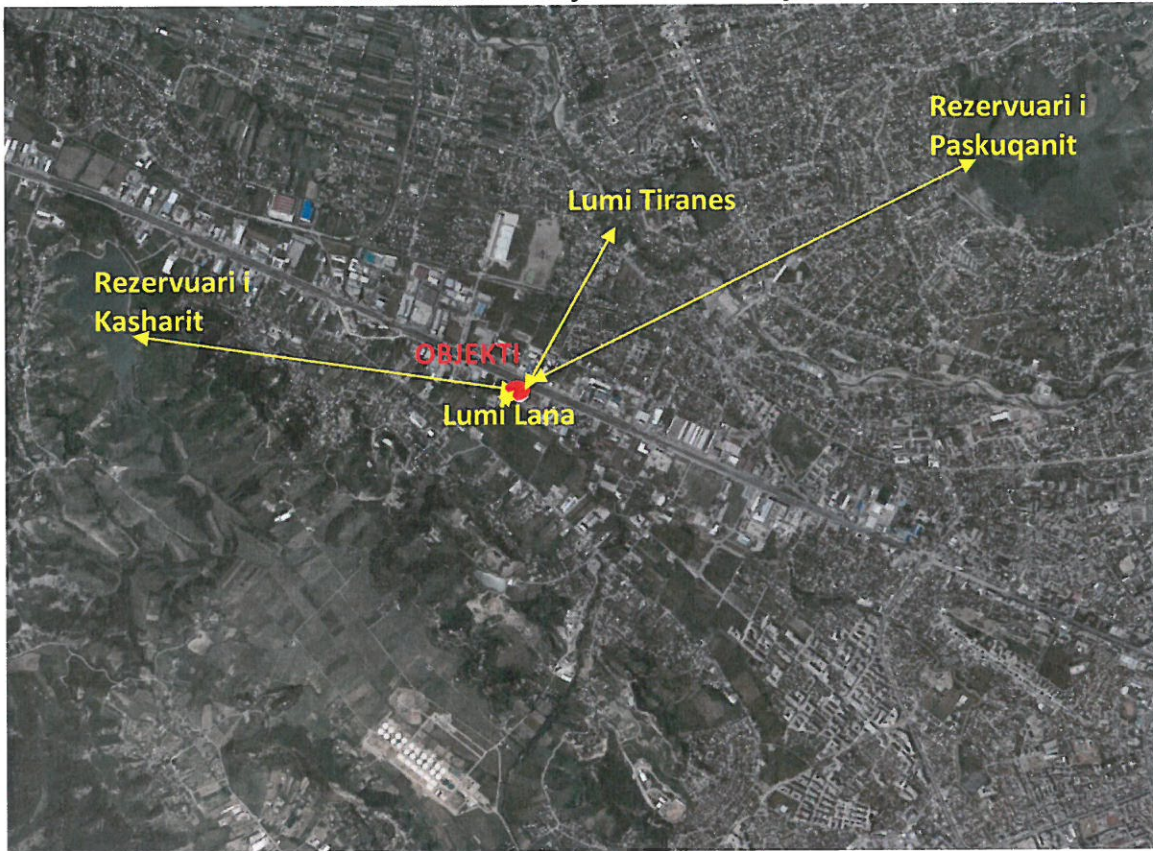 Rezervuari i
Paskuqanit
Lumi Tiranes
Rezervuari i
Kasharit
OBJEKTI
Lumi Lana